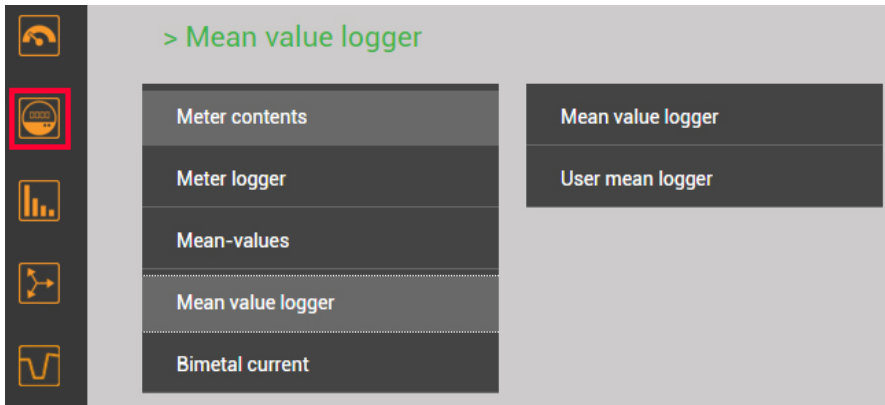 > Mean value logger
Meter contents
Meter logger
Mean-values
Mean value logger
Bimetal current
Mean value logger
User mean logger